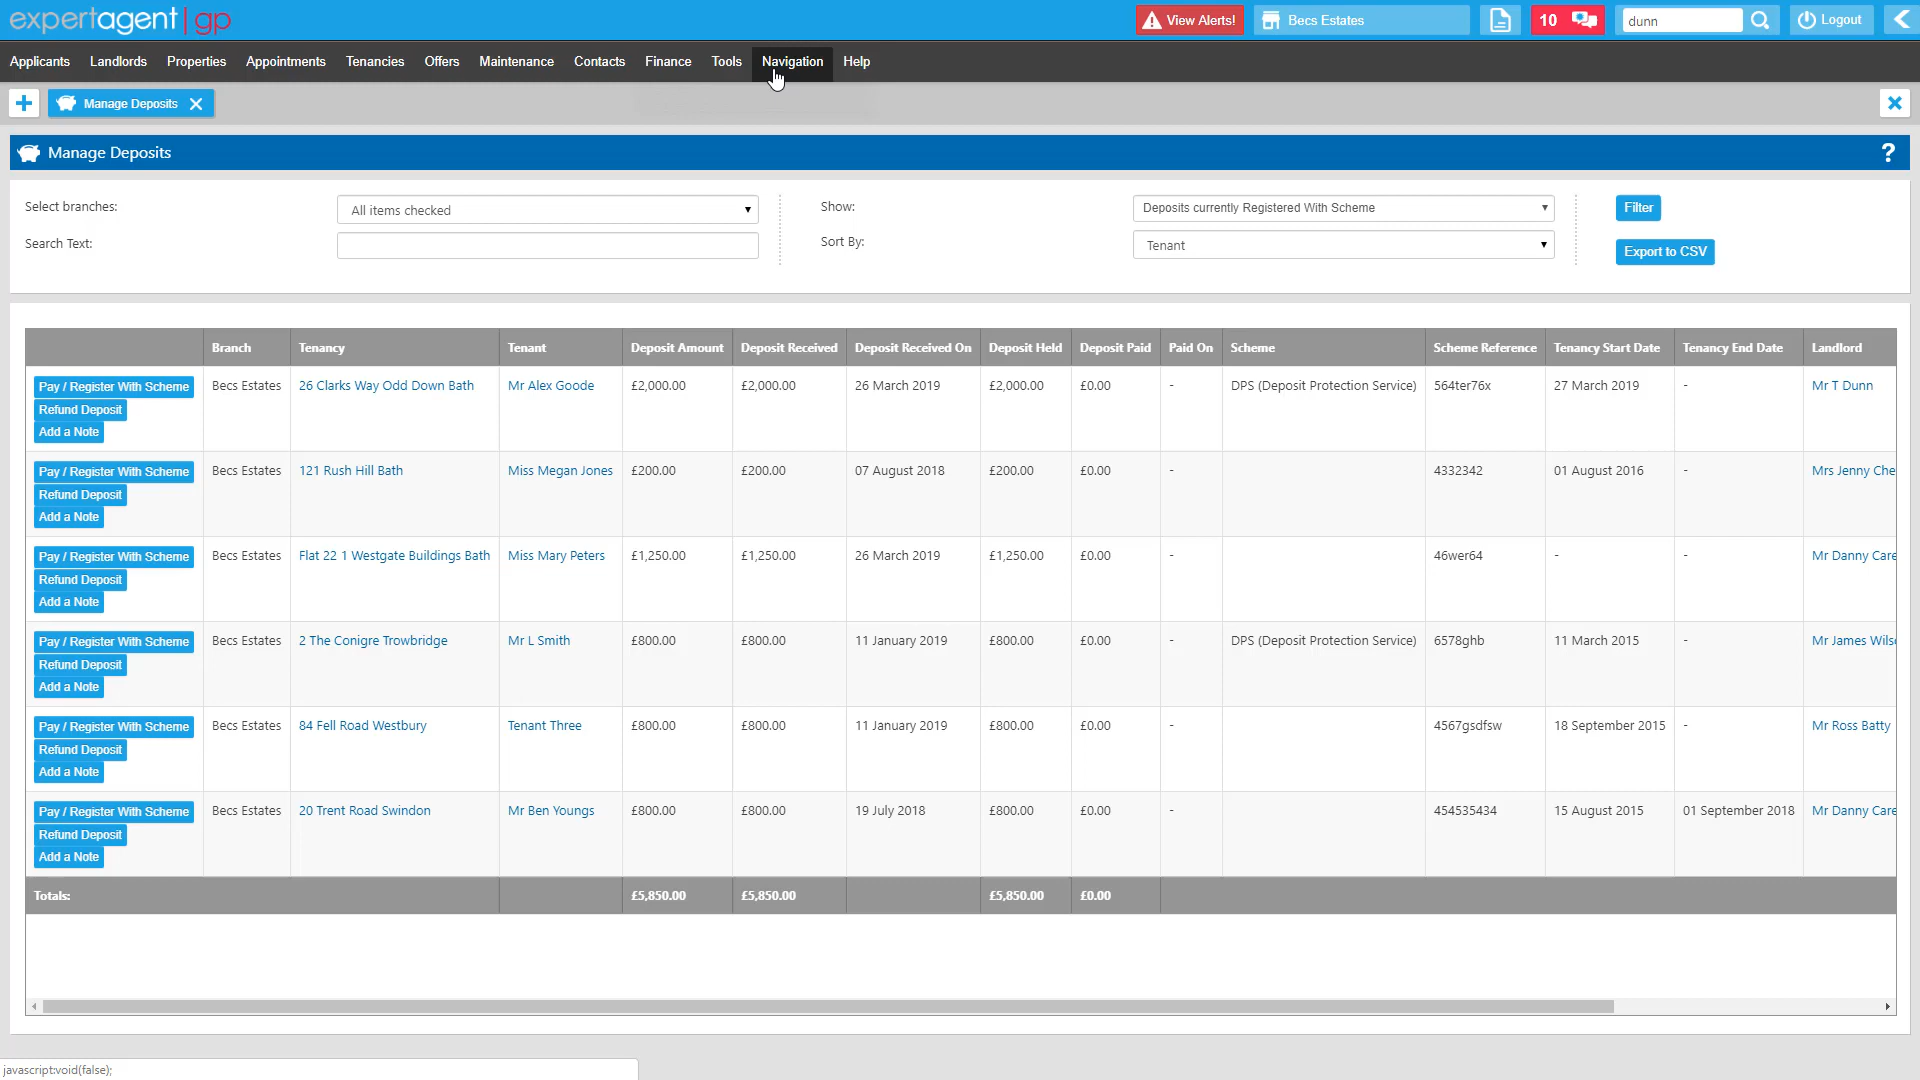 expertagent|gp
View Alerts!
Becs Estates
10
dunn
Logout
Applicants Landlords Properties Appointments Tenancies Offers Maintenance Contacts Finance Tools Navigation Help
Manage Deposits
Manage Deposits ?
Select branches: All items checked Show: Deposits currently Registered With Scheme Filter
Search Text: Sort By: Tenant Export to CSV
Branch Tenancy Tenant Deposit Amount Deposit Received Deposit Received On Deposit Held Deposit Paid Paid On Scheme Scheme Reference Tenancy Start Date Tenancy End Date Landlord
Pay / Register With Scheme Becs Estates 26 Clarks Way Odd Down Bath Mr Alex Goode £2,000.00 £2,000.00 26 March 2019 £2,000.00 £0.00 - DPS (Deposit Protection Service) 564ter76x 27 March 2019 - Mr T Dunn
Refund Deposit
Add a Note
Pay / Register With Scheme Becs Estates 121 Rush Hill Bath Miss Megan Jones £200.00 £200.00 07 August 2018 £200.00 £0.00 - 4332342 01 August 2016 - Mrs Jenny Che
Refund Deposit
Add a Note
Pay / Register With Scheme Becs Estates Flat 22 1 Westgate Buildings Bath Miss Mary Peters £1,250.00 £1,250.00 26 March 2019 £1,250.00 £0.00 - 46wer64 - - Mr Danny Care
Refund Deposit
Add a Note
Pay / Register With Scheme Becs Estates 2 The Conigre Trowbridge Mr L Smith £800.00 £800.00 11 January 2019 £800.00 £0.00 - DPS (Deposit Protection Service) 6578ghb 11 March 2015 - Mr James Wils
Refund Deposit
Add a Note
Pay / Register With Scheme Becs Estates 84 Fell Road Westbury Tenant Three £800.00 £800.00 11 January 2019 £800.00 £0.00 - 4567gsdfsw 18 September 2015 - Mr Ross Batty
Refund Deposit
Add a Note
Pay / Register With Scheme Becs Estates 20 Trent Road Swindon Mr Ben Youngs £800.00 £800.00 19 July 2018 £800.00 £0.00 - 454535434 15 August 2015 01 September 2018 Mr Danny Care
Refund Deposit
Add a Note
Totals: £5,850.00 £5,850.00 £5,850.00 £0.00
javascript:void(false);